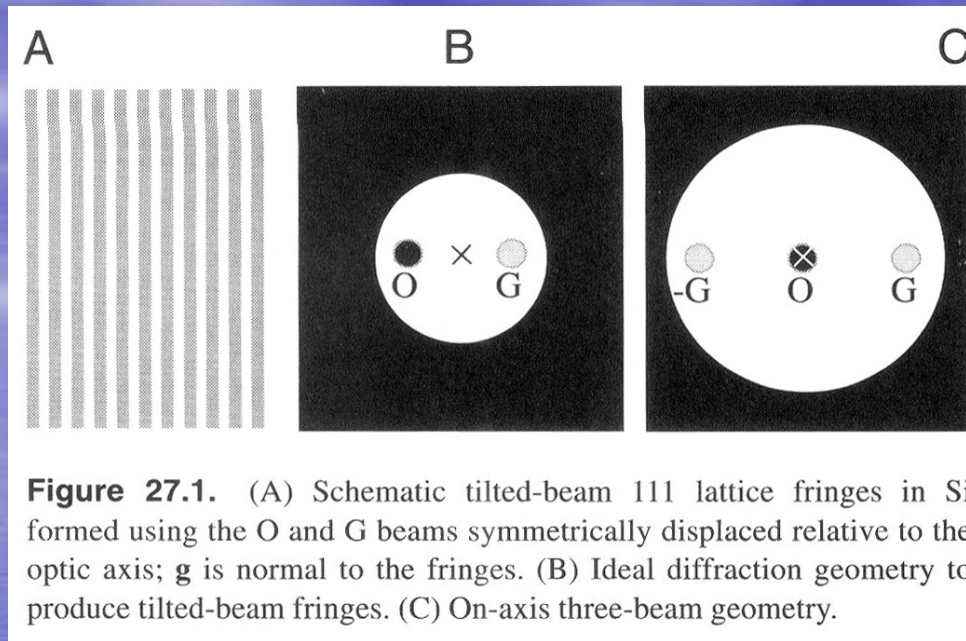 A B C
O G
-G O G
Figure 27.1. (A) Schematic tilted-beam 111 lattice fringes in Si
formed using the O and G beams symmetrically displaced relative to the
optic axis; g is normal to the fringes. (B) Ideal diffraction geometry to
produce tilted-beam fringes. (C) On-axis three-beam geometry.